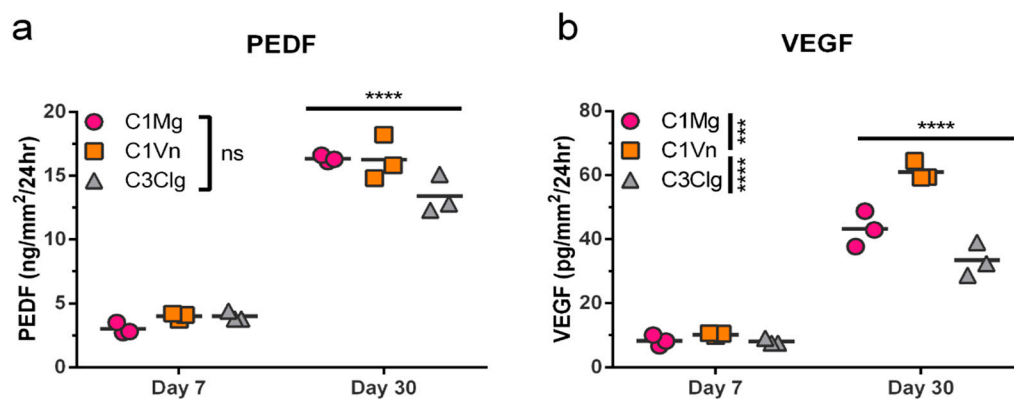 a
PEDF
PEDF (ng/mm²/24hr)
20
15
10
5
0
C1Mg
C1Vn
C3Clg
ns
****
Day 7
Day 30
b
VEGF
VEGF (pg/mm²/24hr)
80
60
40
20
0
C1Mg
C1Vn
C3Clg
***
****
****
Day 7
Day 30